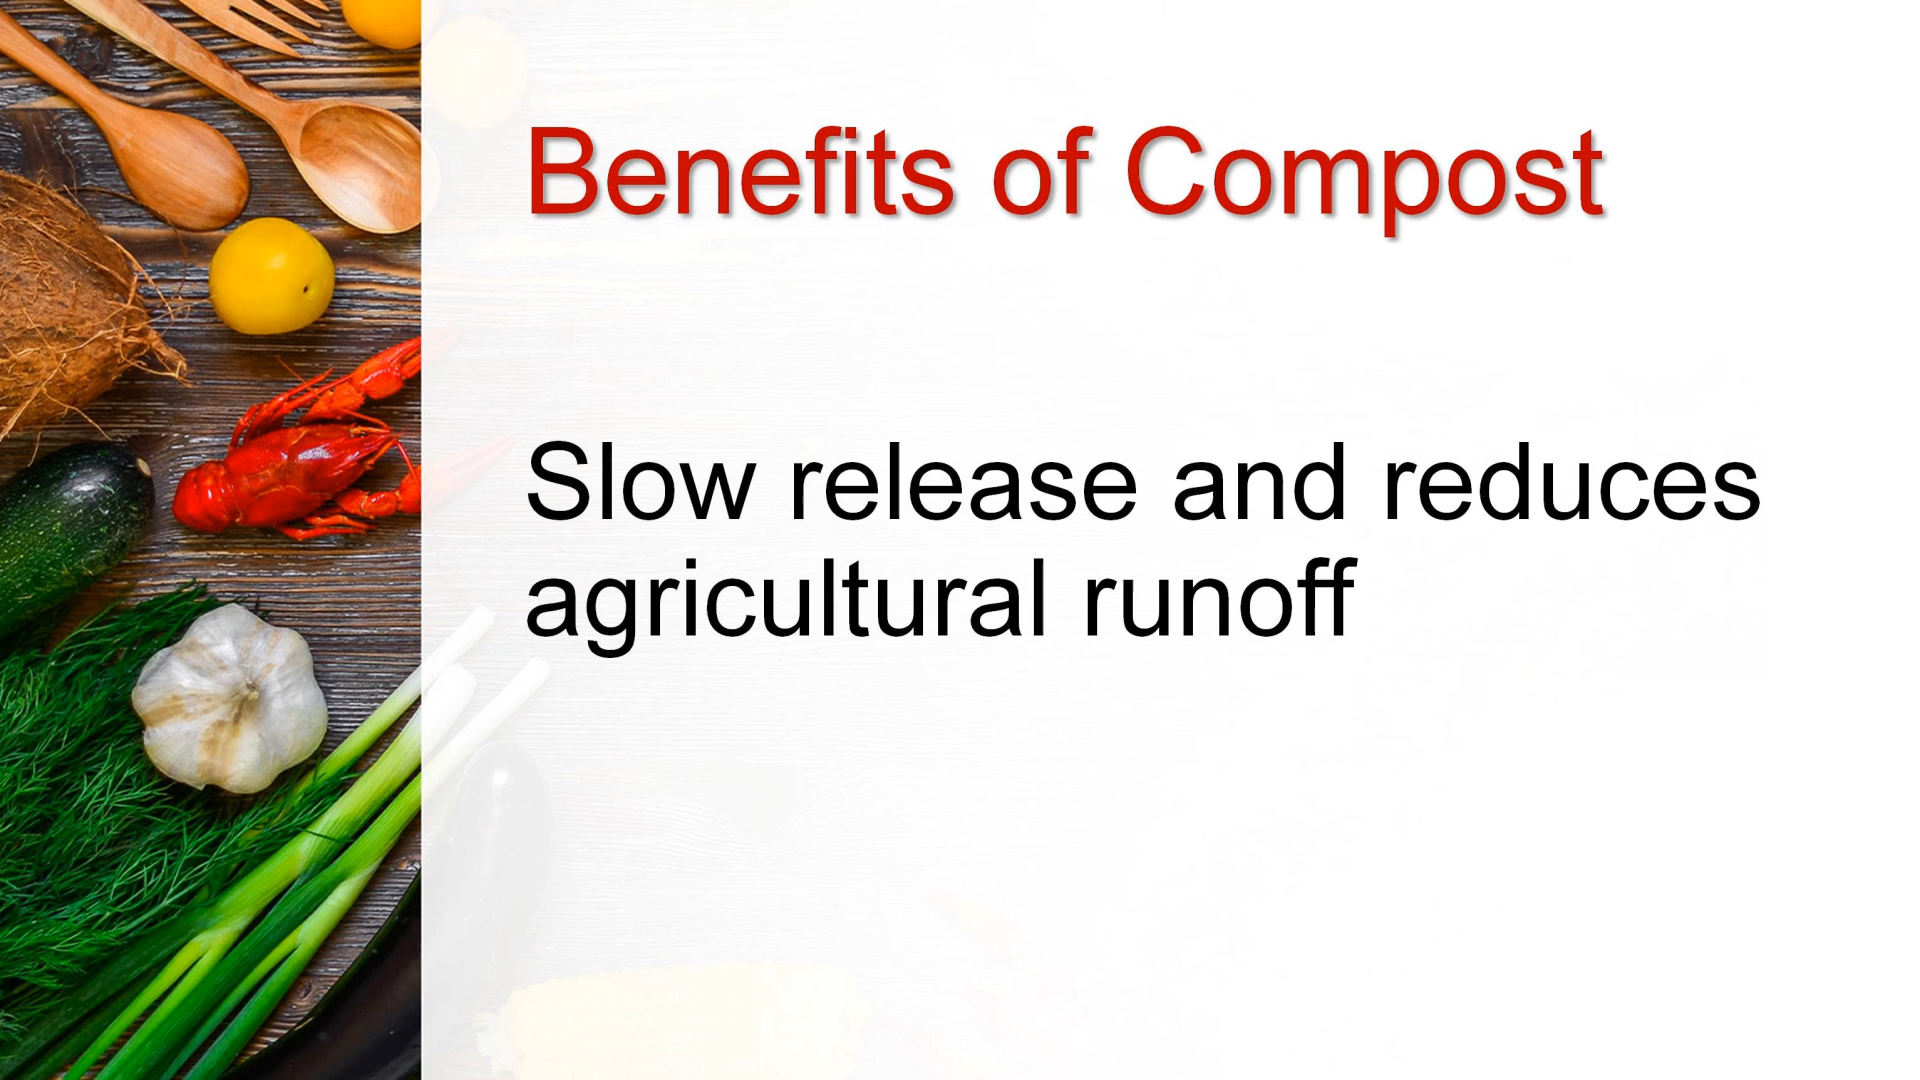 Benefits of Compost
Slow release and reduces
agricultural runoff